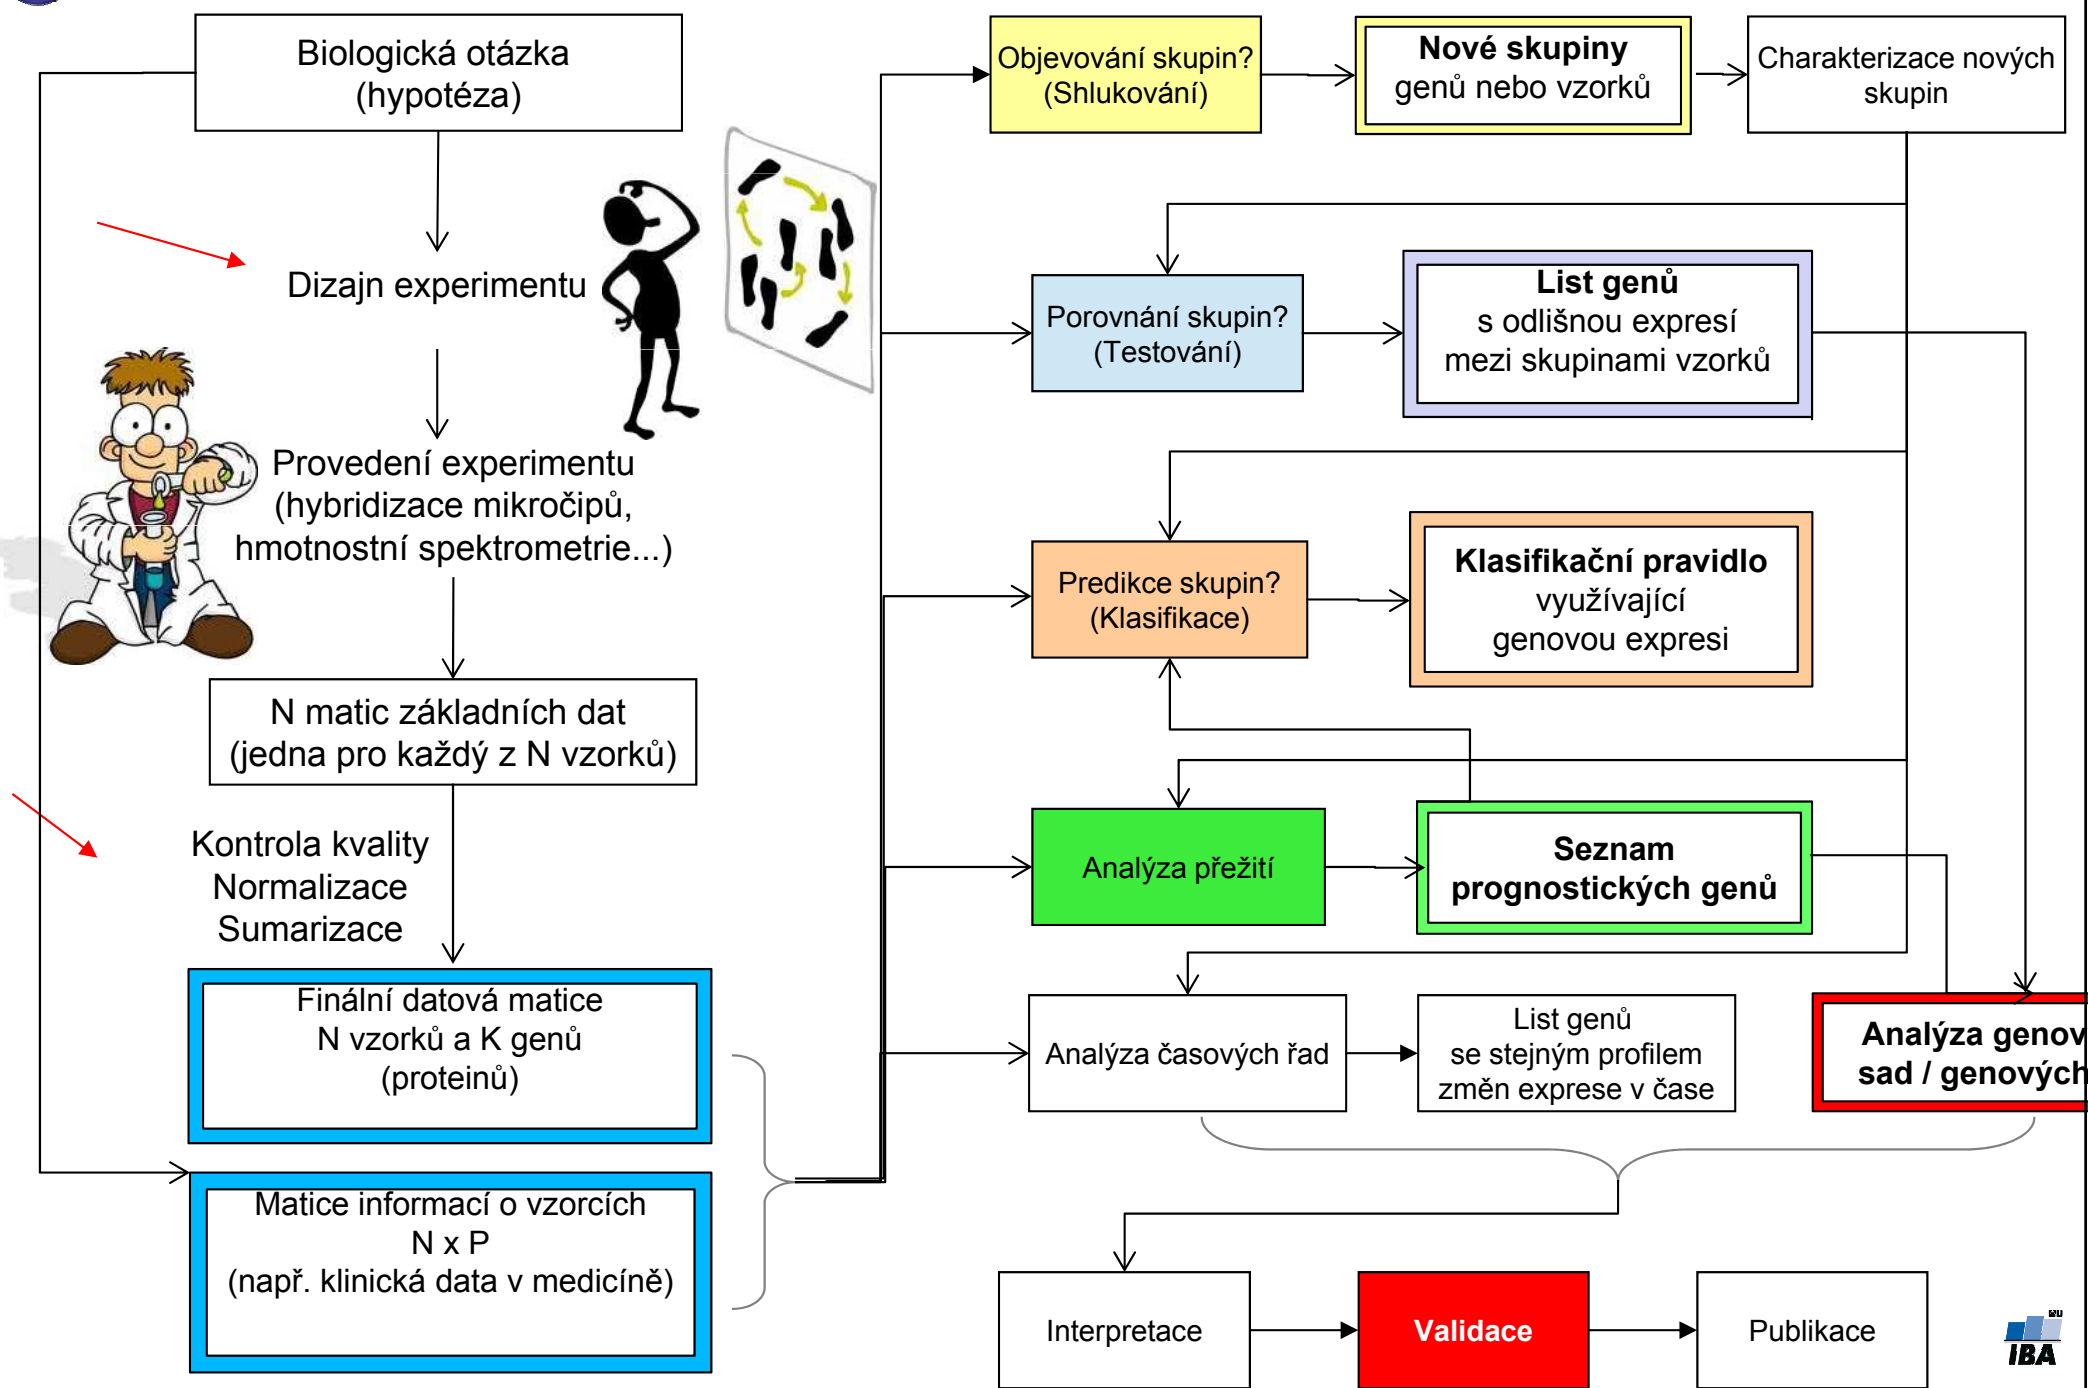 Biologická otázka
(hypotéza)
Dizajn experimentu
Provedení experimentu
(hybridizace mikročipů,
hmotnostní spektrometrie...)
N matic základních dat
(jedna pro každý z N vzorků)
Kontrola kvality
Normalizace
Sumarizace
Finální datová matice
N vzorků a K genů
(proteinů)
Matice informací o vzorcích
N x P
(např. klinická data v medicíně)
Objevování skupin?
(Shlukování)
Nové skupiny
genů nebo vzorků
Charakterizace nových
skupin
Porovnání skupin?
(Testování)
List genů
s odlišnou expresí
mezi skupinami vzorků
Predikce skupin?
(Klasifikace)
Klasifikační pravidlo
využívající
genovou expresi
Analýza přežití
Seznam
prognostických genů
Analýza časových řad
List genů
se stejným profilem
změn exprese v čase
Analýza genov
sad / genových
Interpretace
Validace
Publikace
MU
IBA